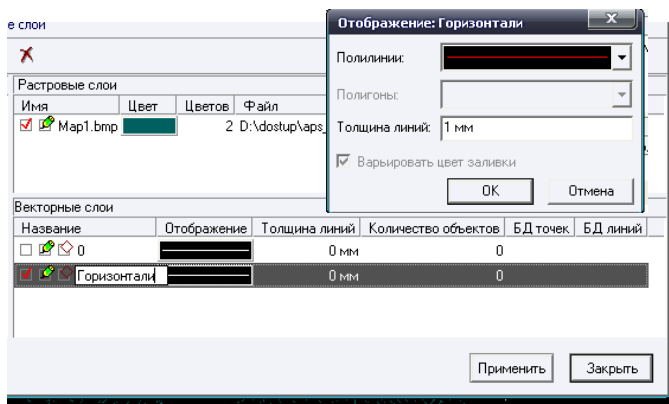 е слои
Растровые слои
Имя Цвет Цветов Файл
Map1.bmp 2 D:\dostup\aps_
Векторные слои
Название Отображение Толщина линий Количество объектов БД точек БД линий
0 0 мм 0
Горизонтали 0 мм 0
Применить Закрыть
Отображение: Горизонтали
Полилинии:
Полигоны:
Толщина линий: 1 мм
Варьировать цвет заливки
ОК Отмена